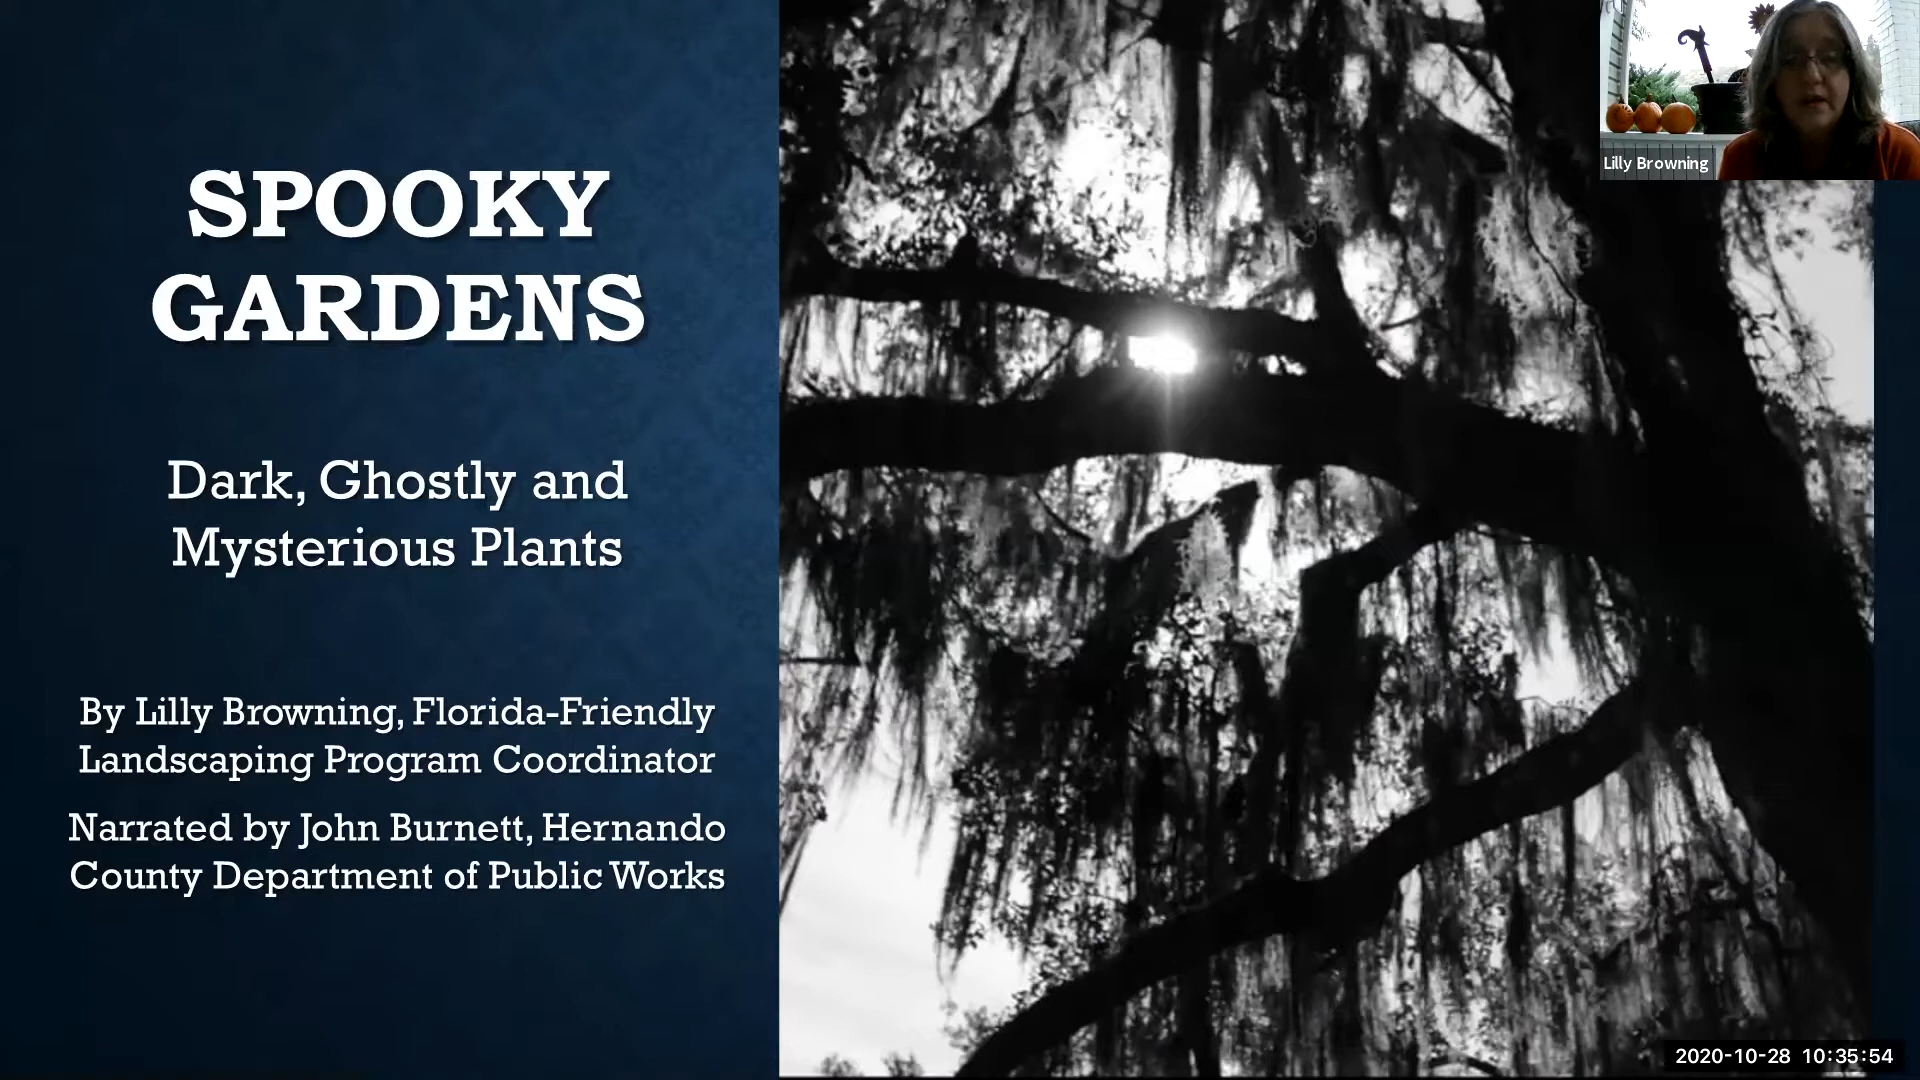 SPOOKY
GARDENS
Dark, Ghostly and
Mysterious Plants
By Lilly Browning, Florida-Friendly
Landscaping Program Coordinator
Narrated by John Burnett, Hernando
County Department of Public Works
Lilly Browning
2020-10-28 10:35:54